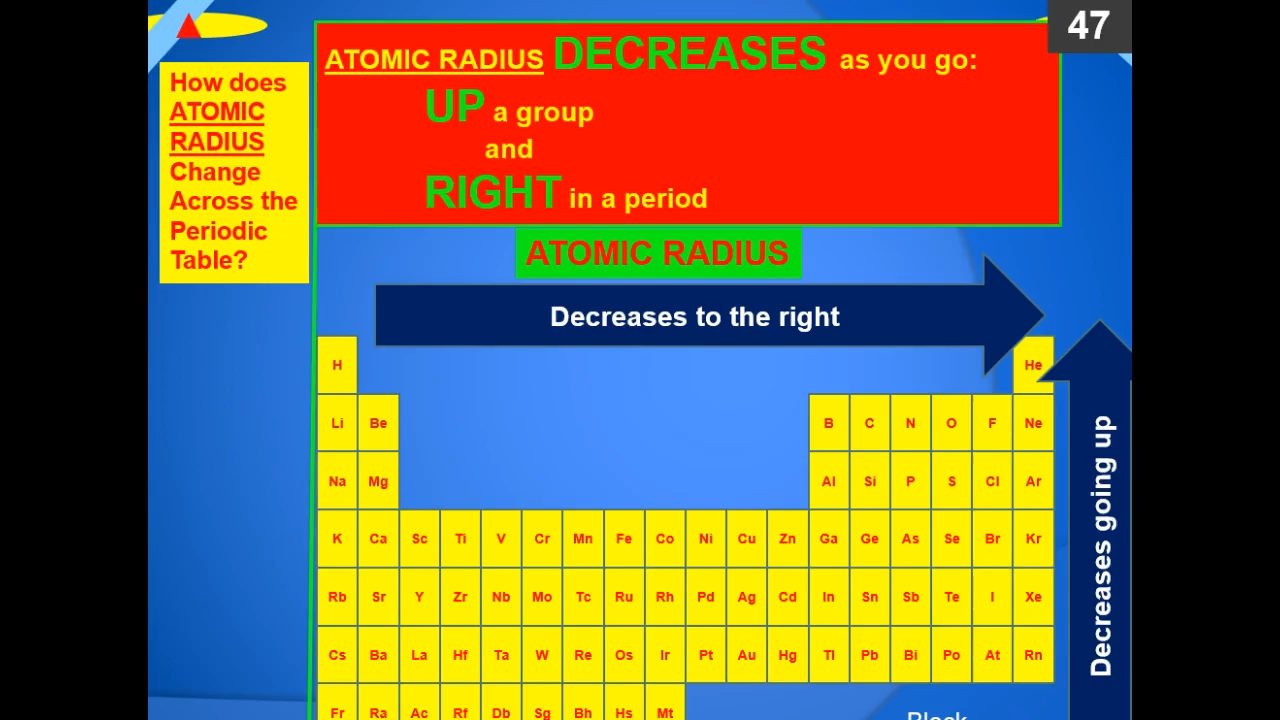 47
How does
ATOMIC
RADIUS
Change
Across the
Periodic
Table?
ATOMIC RADIUS DECREASES as you go:
UP a group
and
RIGHT in a period
ATOMIC RADIUS
Decreases to the right
Decreases going up
H He
Li Be B C N O F Ne
Na Mg Al Si P S Cl Ar
K Ca Sc Ti V Cr Mn Fe Co Ni Cu Zn Ga Ge As Se Br Kr
Rb Sr Y Zr Nb Mo Tc Ru Rh Pd Ag Cd In Sn Sb Te I Xe
Cs Ba La Hf Ta W Re Os Ir Pt Au Hg Tl Pb Bi Po At Rn
Fr Ra Ac Rf Db Sg Bh Hs Mt